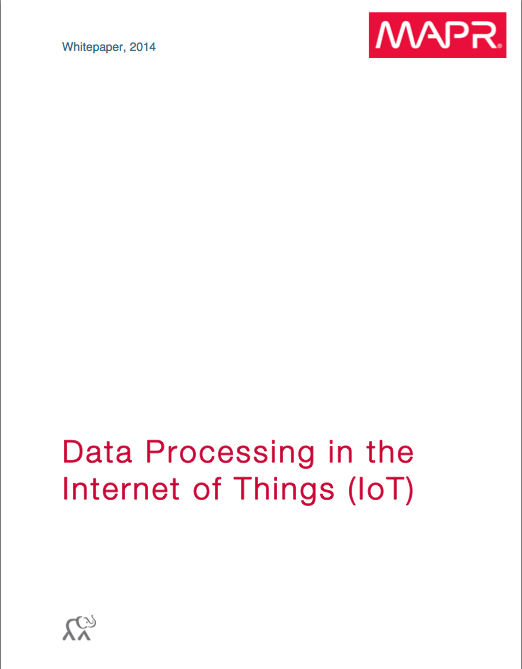 Whitepaper, 2014
MAPR®
Data Processing in the
Internet of Things (IoT)